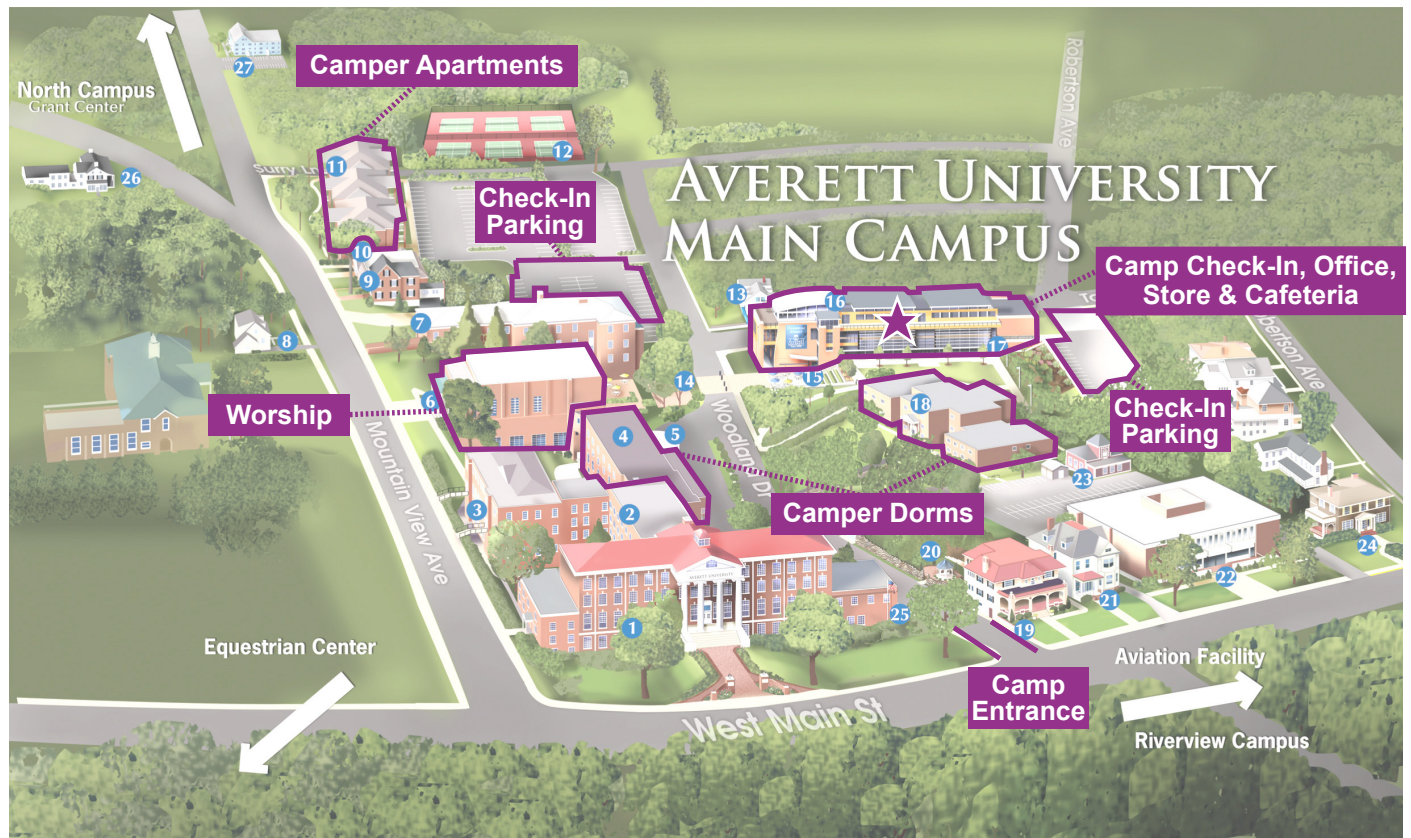 27
Camper Apartments
North Campus
Grant Center
Robertson Ave
12
11
26
Surry Ln
AVERETT UNIVERSITY
MAIN CAMPUS
Check-In
Parking
10
9
Camp Check-In, Office,
Store & Cafeteria
13
16
7
17
8
Robertson Ave
14
15
6
Worship
18
Check-In
Parking
4
5
Woodland Dr
Mountain View Ave
23
3
2
Camper Dorms
20
24
22
AVERETT UNIVERSITY
21
25
1
19
Equestrian Center
Aviation Facility
Camp
Entrance
West Main St
Riverview Campus